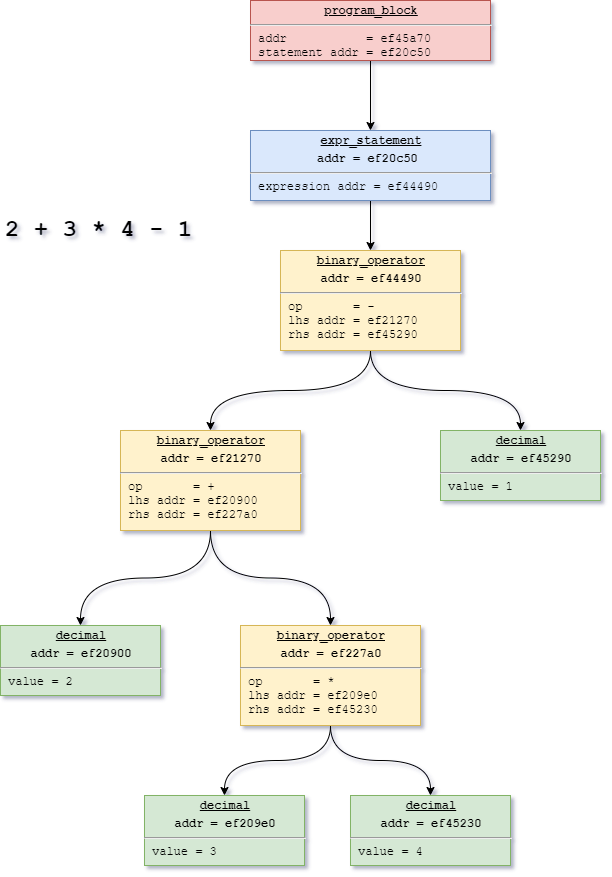 program_block
addr           = ef45a70
statement addr = ef20c50
expr_statement
addr = ef20c50
expression addr = ef44490
2 + 3 * 4 - 1
binary_operator
addr = ef44490
op       = -
lhs addr = ef21270
rhs addr = ef45290
binary_operator
addr = ef21270
op       = +
lhs addr = ef20900
rhs addr = ef227a0
decimal
addr = ef45290
value = 1
decimal
addr = ef20900
value = 2
binary_operator
addr = ef227a0
op       = *
lhs addr = ef209e0
rhs addr = ef45230
decimal
addr = ef209e0
value = 3
decimal
addr = ef45230
value = 4